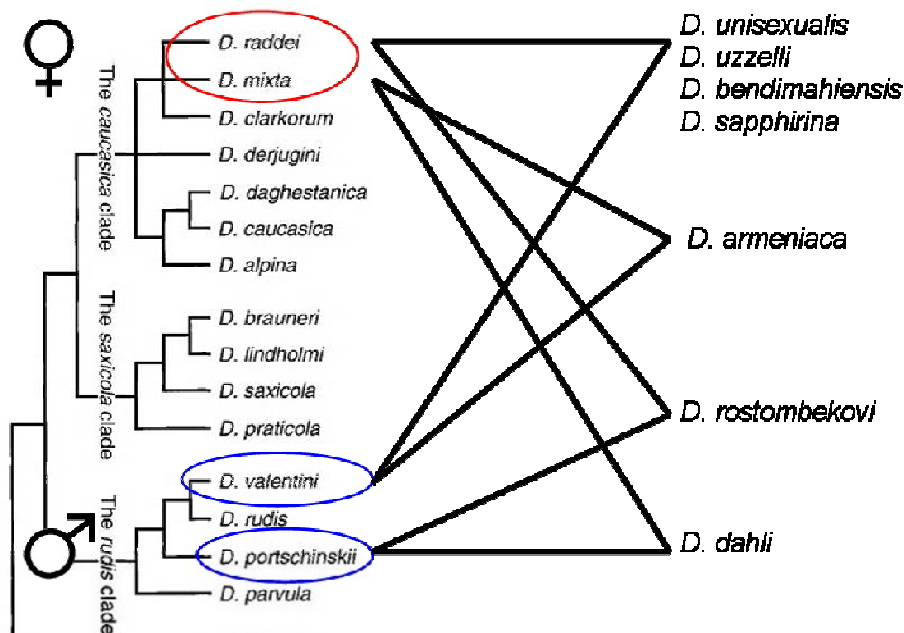 D. raddei
D. mixta
D. clarkorum
D. derjugini
D. daghestanica
D. caucasica
D. alpina
The caucasica clade
D. brauneri
D. lindholmi
D. saxicola
D. praticola
The saxicola clade
D. valentini
D. rudis
D. portschinskii
D. parvula
The rudis clade
D. unisexualis
D. uzzelli
D. bendimahiensis
D. sapphirina
D. armeniaca
D. rostombekovi
D. dahli